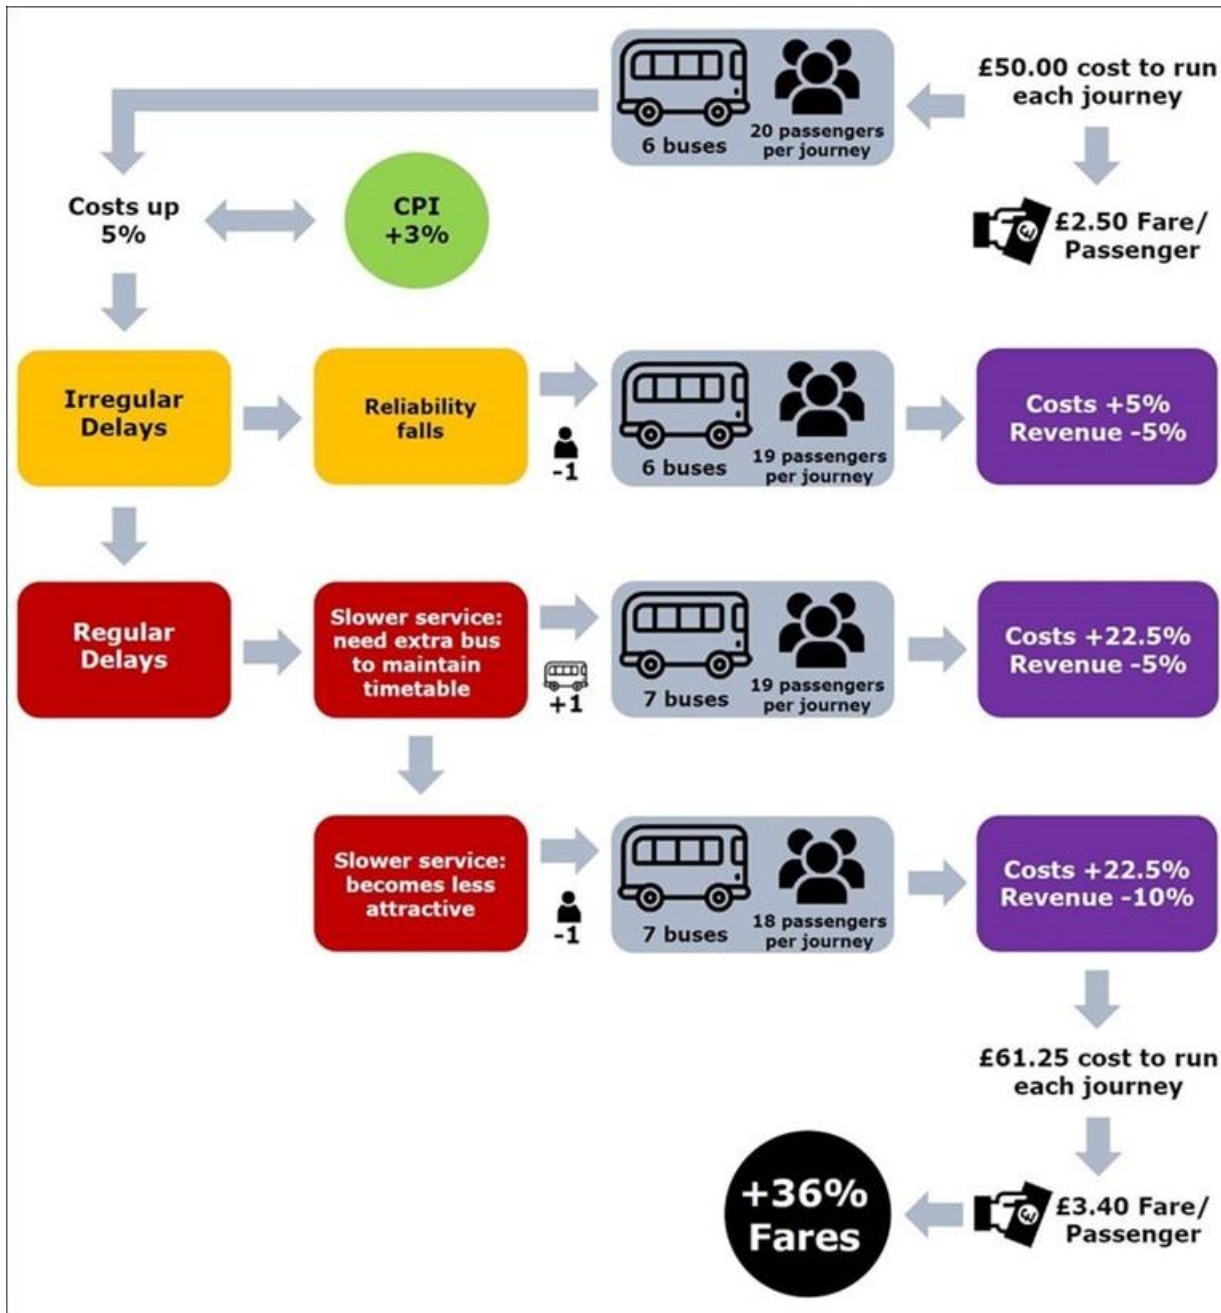 £50.00 cost to run
each journey
6 buses
20 passengers
per journey
£2.50 Fare/
Passenger
Costs up
5%
CPI
+3%
Irregular
Delays
Reliability
falls
-1
6 buses
19 passengers
per journey
Costs +5%
Revenue -5%
Regular
Delays
Slower service:
need extra bus
to maintain
timetable
+1
7 buses
19 passengers
per journey
Costs +22.5%
Revenue -5%
Slower service:
becomes less
attractive
-1
7 buses
18 passengers
per journey
Costs +22.5%
Revenue -10%
£61.25 cost to run
each journey
£3.40 Fare/
Passenger
+36%
Fares